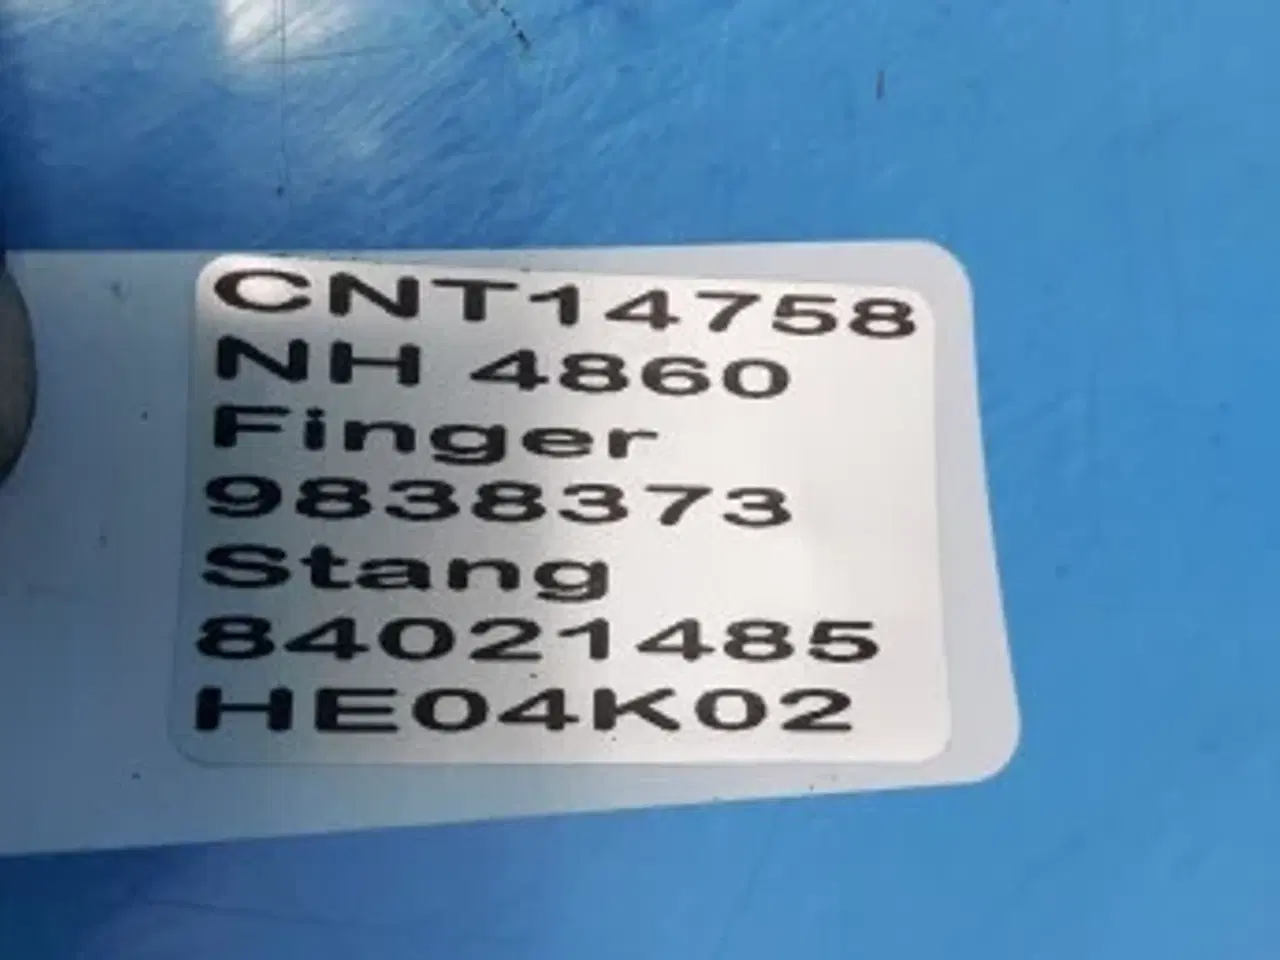 CNT14758
NH 4860
Finger
9838373
Stang
84021485
HE04K02